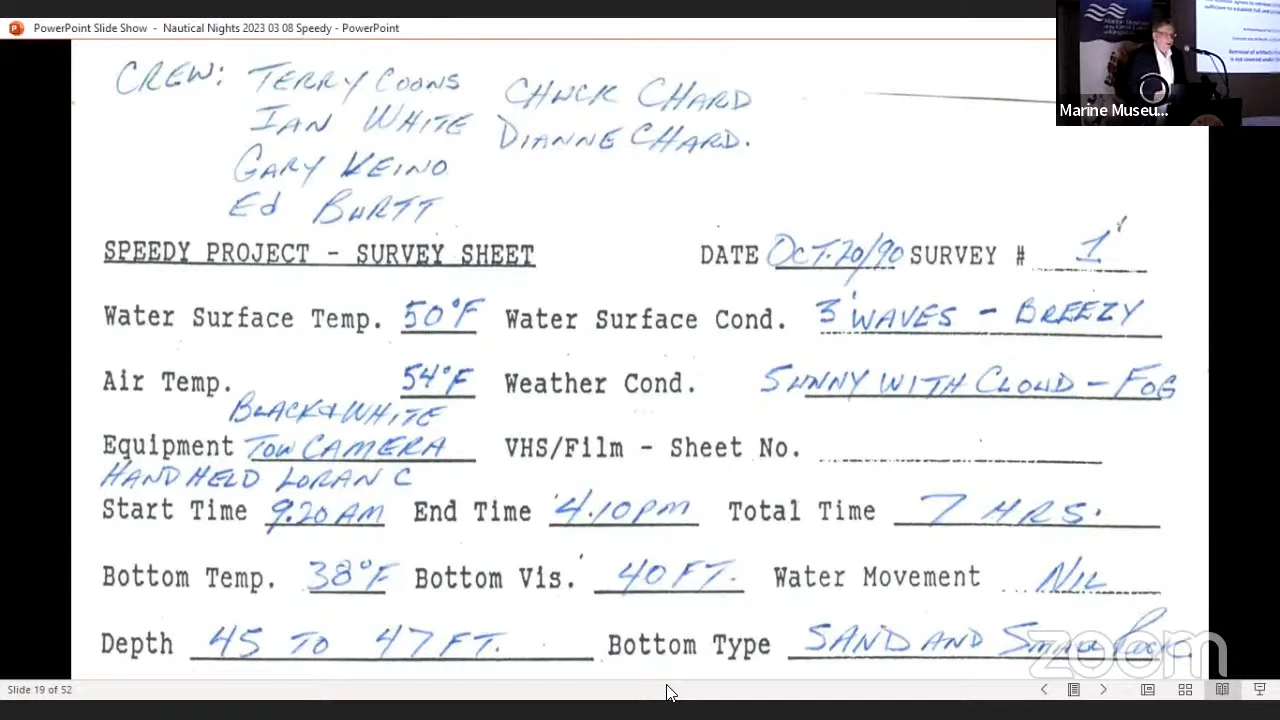 PowerPoint Slide Show - Nautical Nights 2023 03 08 Speedy - PowerPoint
Marine Museu...
CREW: TERRY COONS CHUCK CHARD
IAN WHITE DIANNE CHARD.
GARY KEINO
Ed BURTT
SPEEDY PROJECT - SURVEY SHEET DATE OCT.20/90 SURVEY # 1
Water Surface Temp. 50°F Water Surface Cond. 3' WAVES - BREEZY
Air Temp. 54°F Weather Cond. SUNNY WITH CLOUD - FOG
BLACK & WHITE
Equipment TOW CAMERA VHS/Film - Sheet No.
HAND HELD LORAN C
Start Time 9.20 AM End Time 4.10 PM Total Time 7 HRS.
Bottom Temp. 38°F Bottom Vis. 40 FT. Water Movement NIL
Depth 45 TO 47 FT. Bottom Type SAND AND Small Rocks
zoom
Slide 19 of 52